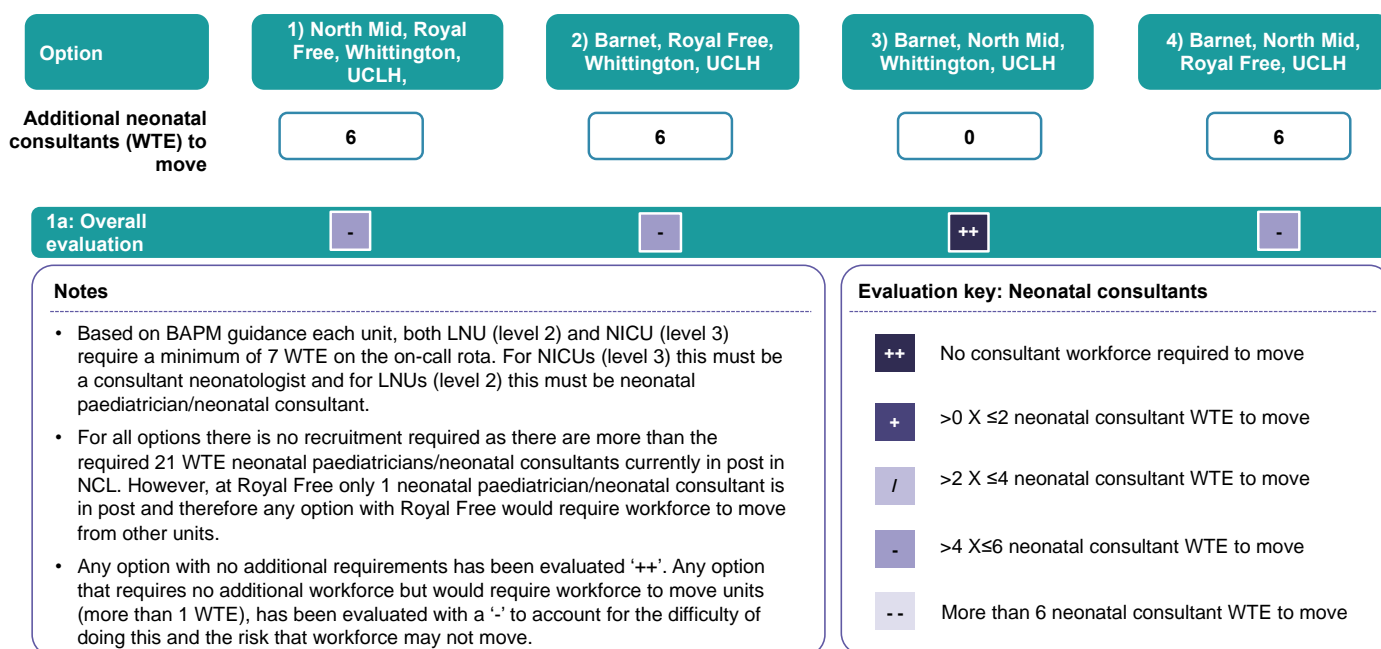 Option
1) North Mid, Royal
Free, Whittington,
UCLH,
2) Barnet, Royal Free,
Whittington, UCLH
3) Barnet, North Mid,
Whittington, UCLH
4) Barnet, North Mid,
Royal Free, UCLH
Additional neonatal
consultants (WTE) to
move
6
6
0
6
1a: Overall
evaluation
-
-
++
-
Notes
• Based on BAPM guidance each unit, both LNU (level 2) and NICU (level 3)
require a minimum of 7 WTE on the on-call rota. For NICUs (level 3) this must be
a consultant neonatologist and for LNUs (level 2) this must be neonatal
paediatrician/neonatal consultant.
• For all options there is no recruitment required as there are more than the
required 21 WTE neonatal paediatricians/neonatal consultants currently in post in
NCL. However, at Royal Free only 1 neonatal paediatrician/neonatal consultant is
in post and therefore any option with Royal Free would require workforce to move
from other units.
• Any option with no additional requirements has been evaluated ‘++’. Any option
that requires no additional workforce but would require workforce to move units
(more than 1 WTE), has been evaluated with a ‘-’ to account for the difficulty of
doing this and the risk that workforce may not move.
Evaluation key: Neonatal consultants
++ No consultant workforce required to move
+ >0 X ≤2 neonatal consultant WTE to move
/ >2 X ≤4 neonatal consultant WTE to move
- >4 X≤6 neonatal consultant WTE to move
- - More than 6 neonatal consultant WTE to move